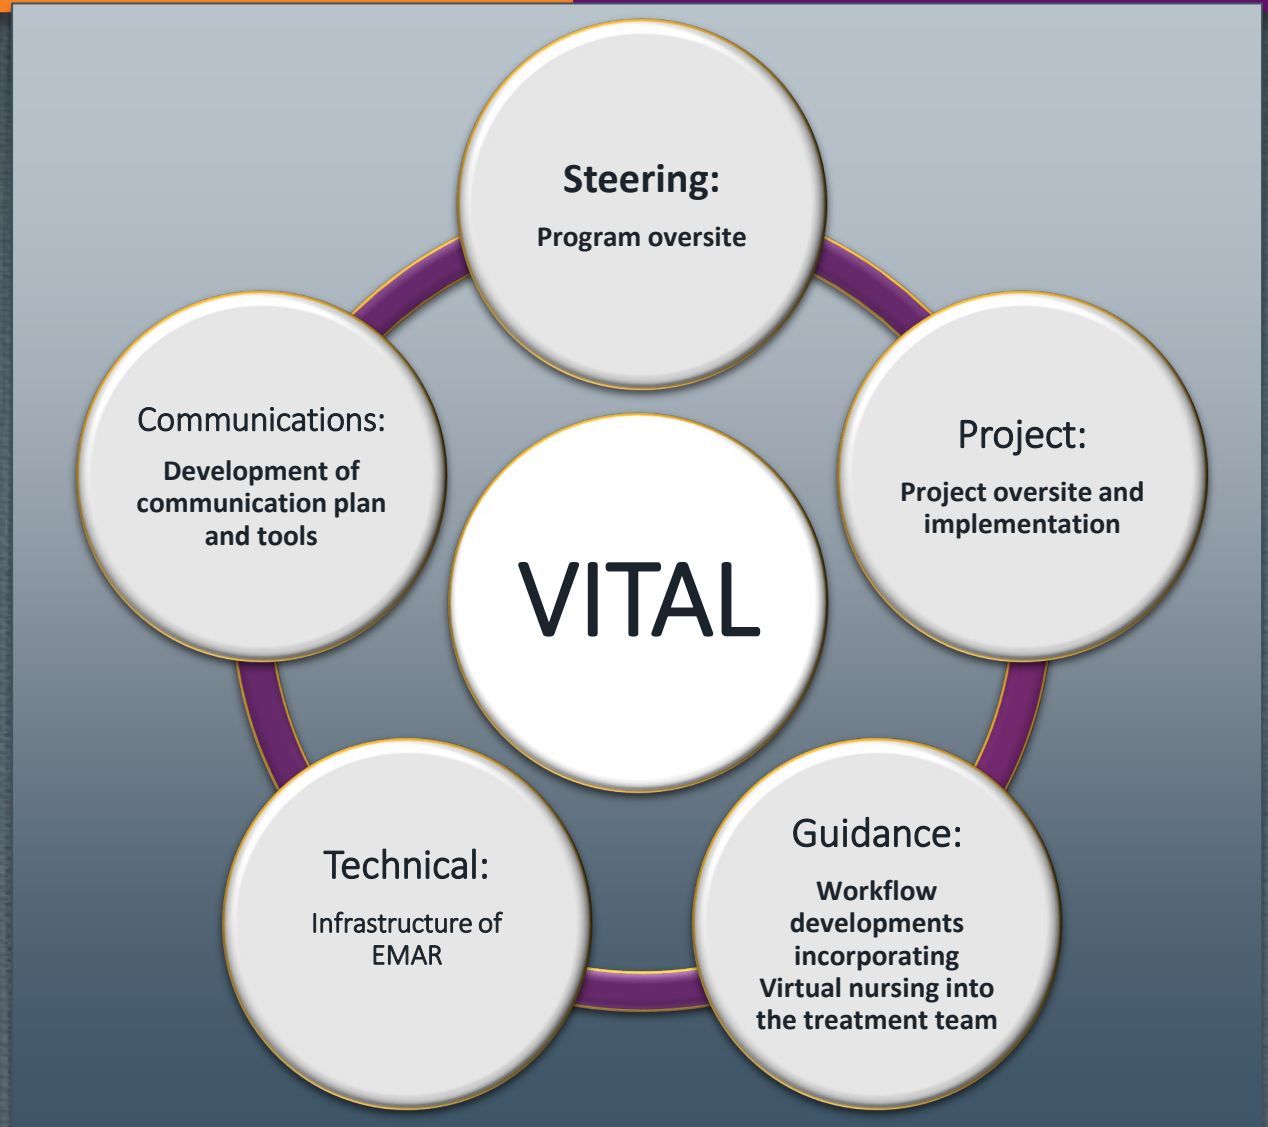 Steering:
Program oversite
Communications:
Development of
communication plan
and tools
Project:
Project oversite and
implementation
VITAL
Technical:
Infrastructure of
EMAR
Guidance:
Workflow
developments
incorporating
Virtual nursing into
the treatment team